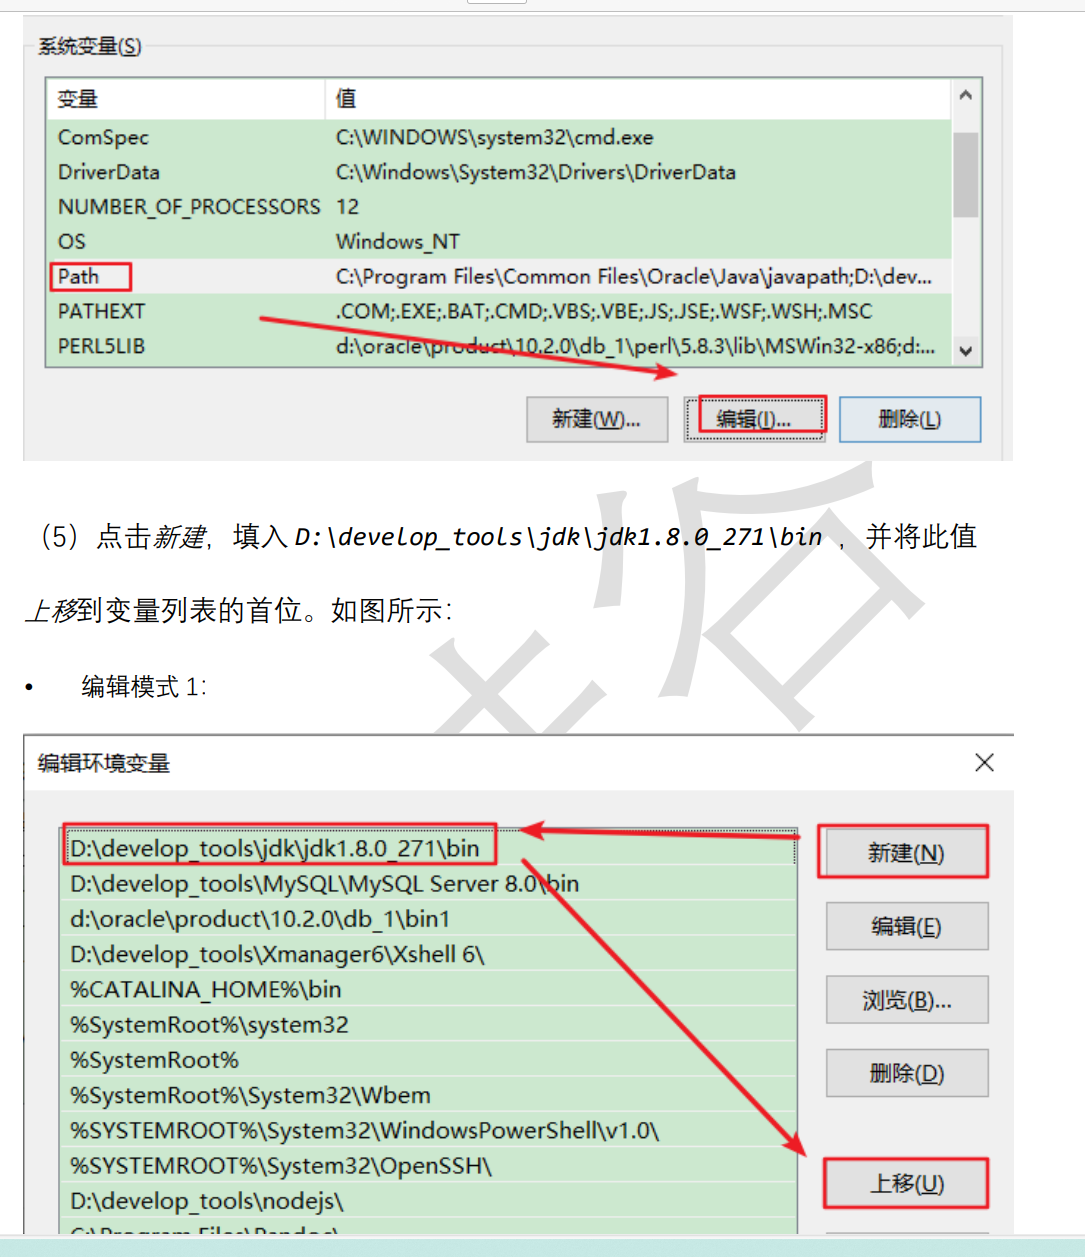 系统变量(S)
变量 值
ComSpec C:\WINDOWS\system32\cmd.exe
DriverData C:\Windows\System32\Drivers\DriverData
NUMBER_OF_PROCESSORS 12
OS Windows_NT
Path C:\Program Files\Common Files\Oracle\Java\javapath;D:\dev...
PATHEXT .COM;.EXE;.BAT;.CMD;.VBS;.VBE;.JS;.JSE;.WSF;.WSH;.MSC
PERL5LIB d:\oracle\product\10.2.0\db_1\perl\5.8.3\lib\MSWin32-x86;d:...
新建(W)... 编辑(I)... 删除(L)
（5）点击新建，填入 D:\develop_tools\jdk\jdk1.8.0_271\bin ，并将此值
上移到变量列表的首位。如图所示：
• 编辑模式 1：
编辑环境变量
D:\develop_tools\jdk\jdk1.8.0_271\bin 新建(N)
D:\develop_tools\MySQL\MySQL Server 8.0\bin
d:\oracle\product\10.2.0\db_1\bin1 编辑(E)
D:\develop_tools\Xmanager6\Xshell 6\
%CATALINA_HOME%\bin 浏览(B)...
%SystemRoot%\system32
%SystemRoot% 删除(D)
%SystemRoot%\System32\Wbem
%SYSTEMROOT%\System32\WindowsPowerShell\v1.0\
%SYSTEMROOT%\System32\OpenSSH\ 上移(U)
D:\develop_tools\nodejs\
C:\Program Files\Pandoc\
谷